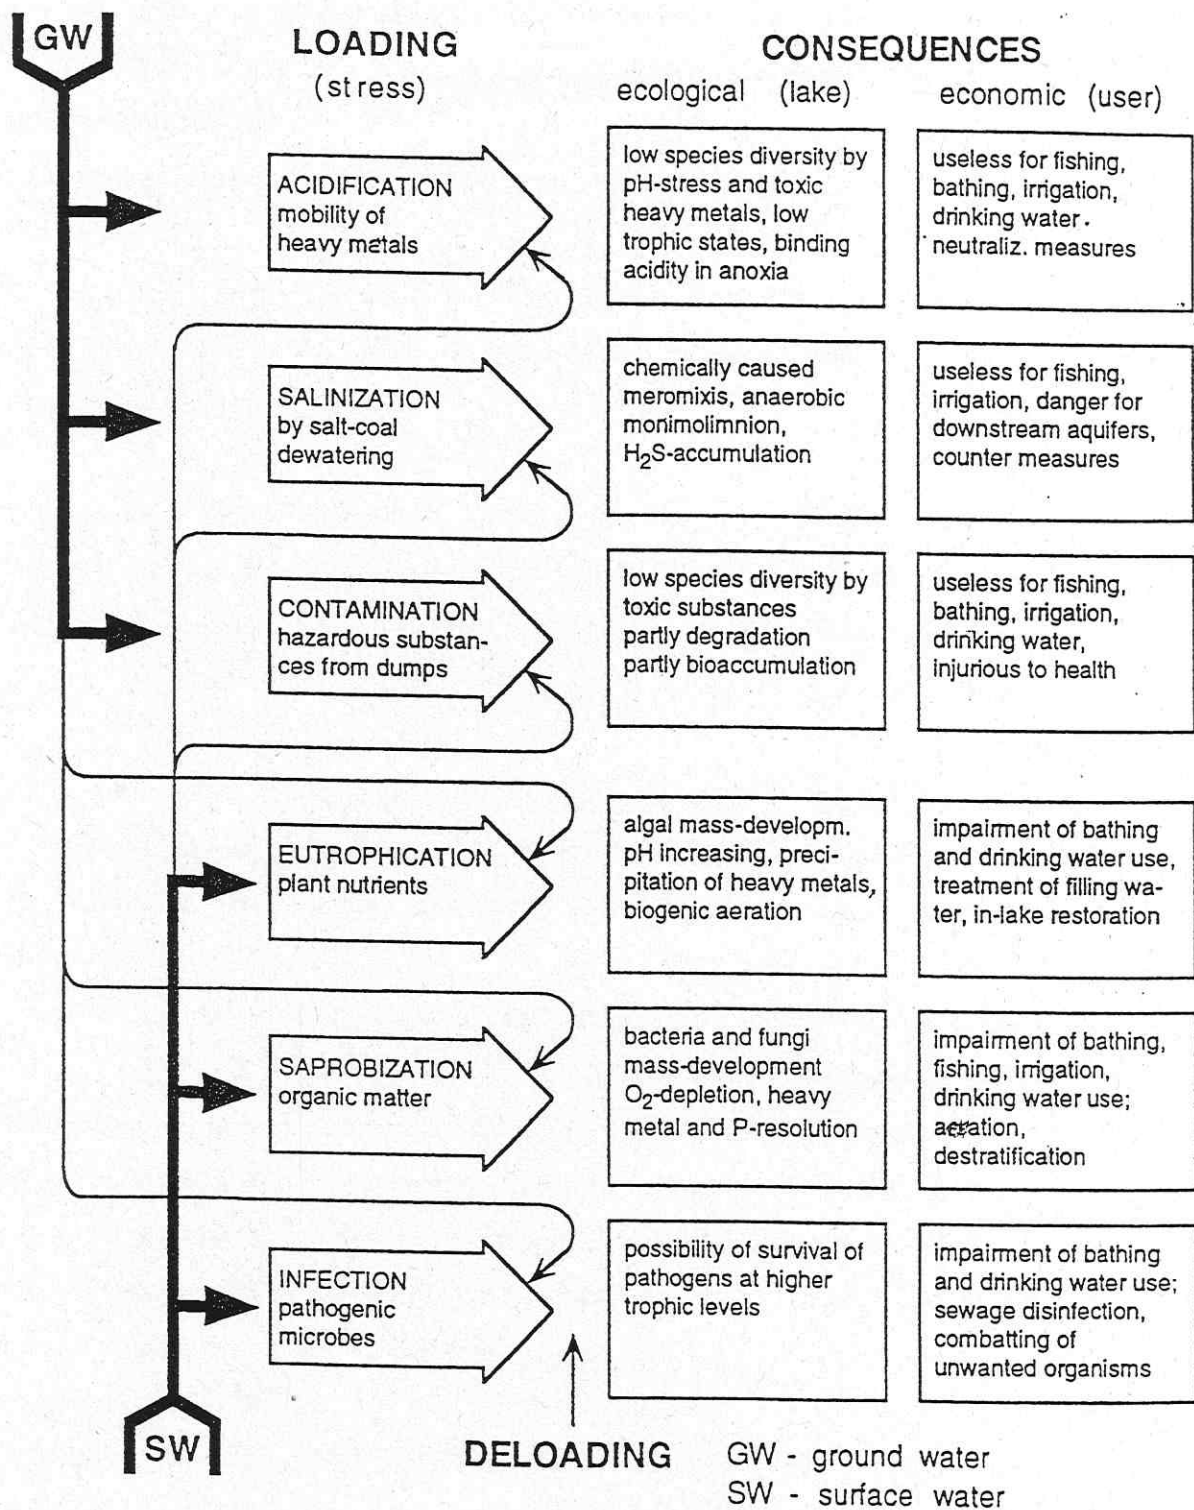 GW
LOADING
(stress)
CONSEQUENCES
ecological (lake)
economic (user)
ACIDIFICATION
mobility of
heavy metals
low species diversity by
pH-stress and toxic
heavy metals, low
trophic states, binding
acidity in anoxia
useless for fishing,
bathing, irrigation,
drinking water.
neutraliz. measures
SALINIZATION
by salt-coal
dewatering
chemically caused
meromixis, anaerobic
monimolimnion,
H₂S-accumulation
useless for fishing,
irrigation, danger for
downstream aquifers,
counter measures
CONTAMINATION
hazardous substan-
ces from dumps
low species diversity by
toxic substances
partly degradation
partly bioaccumulation
useless for fishing,
bathing, irrigation,
drinking water,
injurious to health
EUTROPHICATION
plant nutrients
algal mass-developm.
pH increasing, preci-
pitation of heavy metals,
biogenic aeration
impairment of bathing
and drinking water use,
treatment of filling wa-
ter, in-lake restoration
SAPROBIZATION
organic matter
bacteria and fungi
mass-development
O₂-depletion, heavy
metal and P-resolution
impairment of bathing,
fishing, irrigation,
drinking water use;
aeration,
destratification
INFECTION
pathogenic
microbes
possibility of survival of
pathogens at higher
trophic levels
impairment of bathing
and drinking water use;
sewage disinfection,
combatting of
unwanted organisms
SW
DELOADING
GW - ground water
SW - surface water